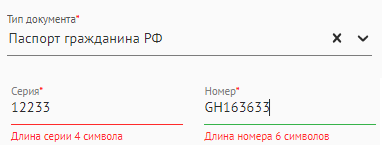 Тип документа*
Паспорт гражданина РФ
Серия* Номер*
12233 GH163633
Длина серии 4 символа Длина номера 6 символов